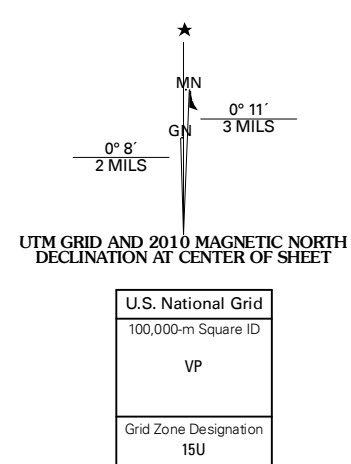 MN
GN
0° 11´
3 MILS
0° 8´
2 MILS
UTM GRID AND 2010 MAGNETIC NORTH
DECLINATION AT CENTER OF SHEET
U.S. National Grid
100,000-m Square ID
VP
Grid Zone Designation
15U